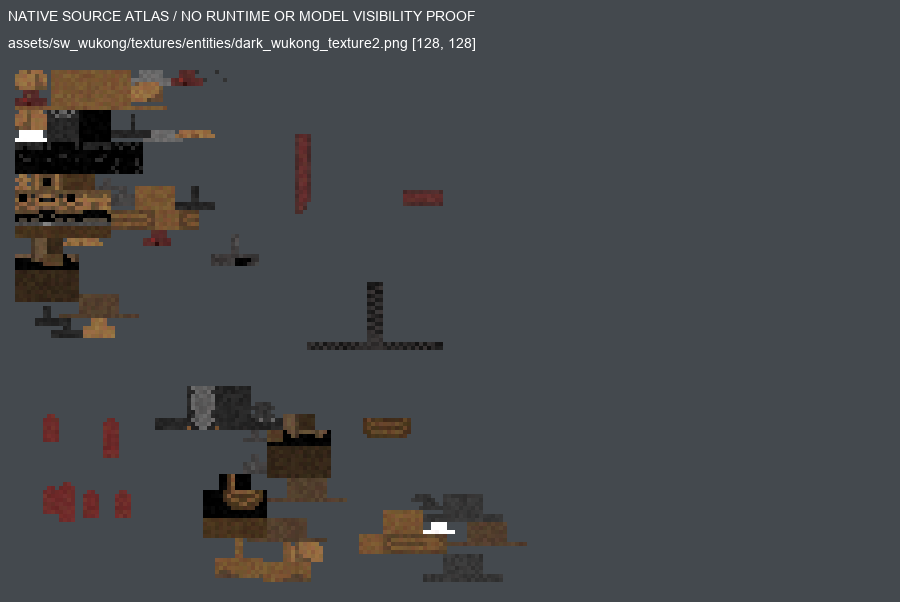 NATIVE SOURCE ATLAS / NO RUNTIME OR MODEL VISIBILITY PROOF
assets/sw_wukong/textures/entities/dark_wukong_texture2.png [128, 128]